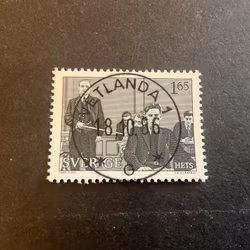 ETLANDA 1
1.65
18.10.86
SVERIGE
HETS